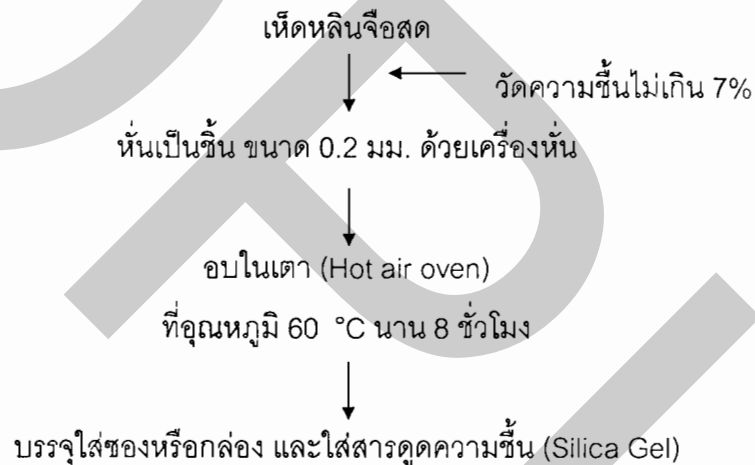 เห็ดหลินจือสด
วัดความชื้นไม่เกิน 7%
หั่นเป็นชิ้น ขนาด 0.2 มม. ด้วยเครื่องหั่น
อบในเตา (Hot air oven)
ที่อุณหภูมิ 60 °C นาน 8 ชั่วโมง
บรรจุใส่ซองหรือกล่อง และใส่สารดูดความชื้น (Silica Gel)